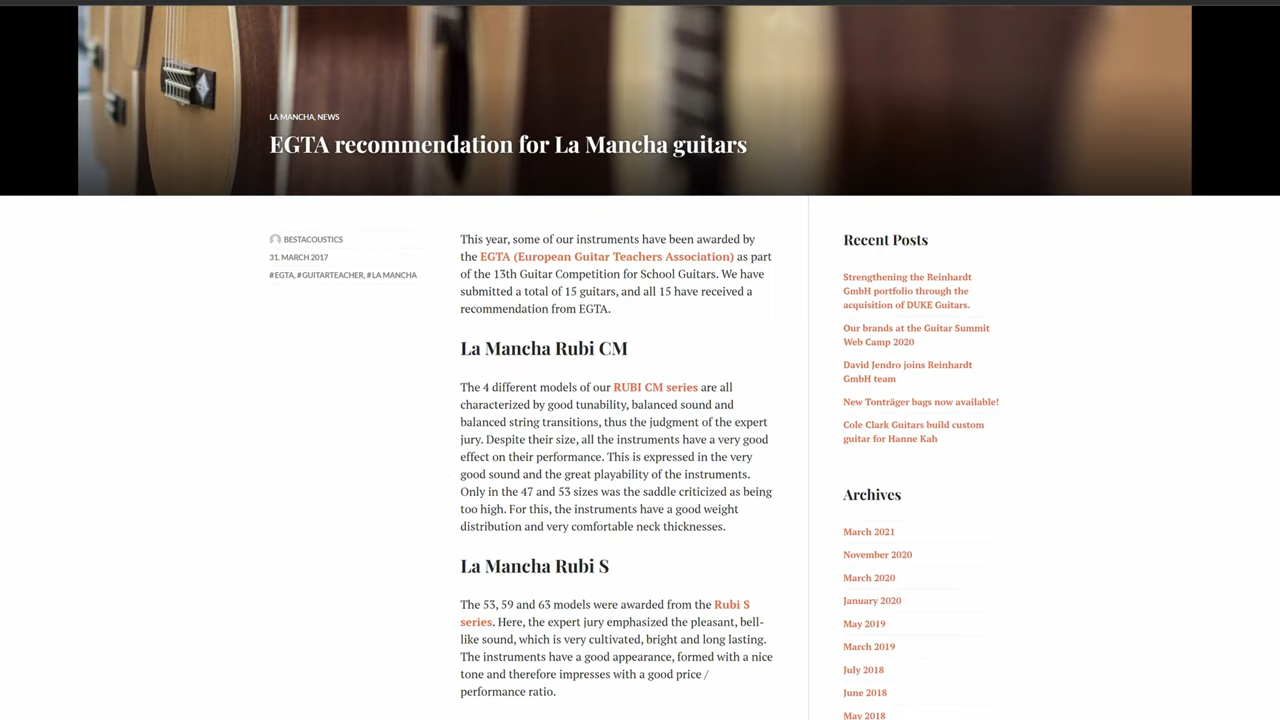 LA MANCHA, NEWS
EGTA recommendation for La Mancha guitars
BESTACOUSTICS
31. MARCH 2017
#EGTA, #GUITARTEACHER, #LA MANCHA
This year, some of our instruments have been awarded by
the EGTA (European Guitar Teachers Association) as part
of the 13th Guitar Competition for School Guitars. We have
submitted a total of 15 guitars, and all 15 have received a
recommendation from EGTA.
La Mancha Rubi CM
The 4 different models of our RUBI CM series are all
characterized by good tunability, balanced sound and
balanced string transitions, thus the judgment of the expert
jury. Despite their size, all the instruments have a very good
effect on their performance. This is expressed in the very
good sound and the great playability of the instruments.
Only in the 47 and 53 sizes was the saddle criticized as being
too high. For this, the instruments have a good weight
distribution and very comfortable neck thicknesses.
La Mancha Rubi S
The 53, 59 and 63 models were awarded from the Rubi S
series. Here, the expert jury emphasized the pleasant, bell-
like sound, which is very cultivated, bright and long lasting.
The instruments have a good appearance, formed with a nice
tone and therefore impresses with a good price /
performance ratio.
Recent Posts
Strengthening the Reinhardt
GmbH portfolio through the
acquisition of DUKE Guitars.
Our brands at the Guitar Summit
Web Camp 2020
David Jendro joins Reinhardt
GmbH team
New Tonträger bags now available!
Cole Clark Guitars build custom
guitar for Hanne Kah
Archives
March 2021
November 2020
March 2020
January 2020
May 2019
March 2019
July 2018
June 2018
May 2018